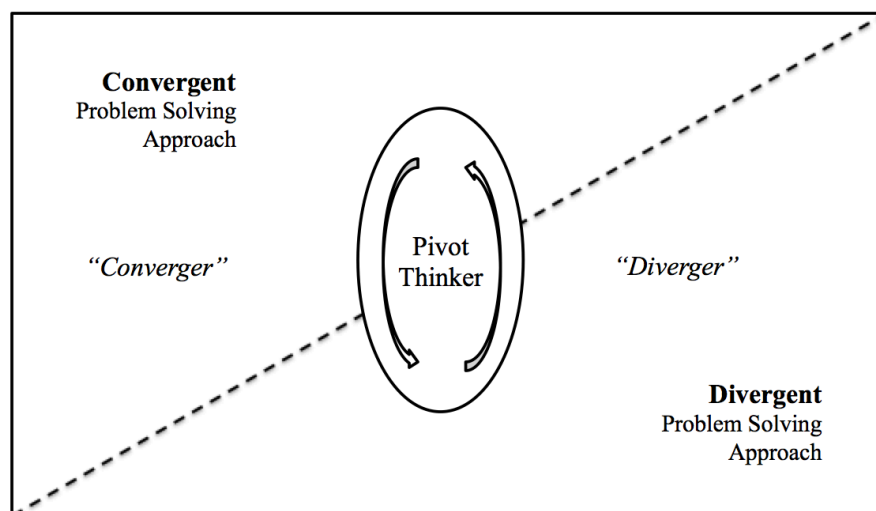 Convergent
Problem Solving
Approach
“Converger”
Pivot
Thinker
“Diverger”
Divergent
Problem Solving
Approach